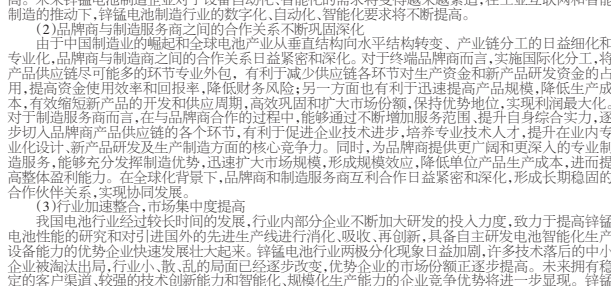 高。未来锌锰电池制造企业对于设备自动化、智能化的需求将变得越来越紧迫,在工业互联网和智能
制造的推动下,锌锰电池制造行业的数字化、自动化、智能化要求将不断提高。
(2)品牌商与制造服务商之间的合作关系不断巩固深化
由于中国制造业的崛起和全球电池产业从垂直结构向水平结构转变、产业链分工的日益细化和
专业化,品牌商与制造商之间的合作关系日益紧密和深化。对于终端品牌商而言,实施国际化分工,将
产品供应链尽可能多的环节专业外包, 有利于减少供应链各环节对生产资金和新产品研发资金的占
用,提高资金使用效率和回报率,降低财务风险;另一方面也有利于迅速提高产品规模,降低生产成
本,有效缩短新产品的开发和供应周期,高效巩固和扩大市场份额,保持优势地位,实现利润最大化。
对于制造服务商而言,在与品牌商合作的过程中,能够通过不断增加服务范围、提升自身综合实力,逐
步切入品牌商产品供应链的各个环节,有利于促进企业技术进步,培养专业技术人才,提升在业内专
业化设计、新产品研发及生产制造方面的核心竞争力。同时,为品牌商提供更广阔和更深入的专业制
造服务,能够充分发挥制造优势,迅速扩大市场规模,形成规模效应,降低单位产品生产成本,进而提
高整体盈利能力。在全球化背景下,品牌商和制造服务商互利合作日益紧密和深化,形成长期稳固的
合作伙伴关系,实现协同发展。
(3)行业加速整合,市场集中度提高
我国电池行业经过较长时间的发展,行业内部分企业不断加大研发的投入力度,致力于提高锌锰
电池性能的研究和对引进国外的先进生产线进行消化、吸收、再创新,具备自主研发电池智能化生产
设备能力的优势企业快速发展壮大起来。锌锰电池行业两极分化现象日益加剧,许多技术落后的中小
企业被淘汰出局,行业小、散、乱的局面已经逐步改变,优势企业的市场份额正逐步提高。未来拥有稳
定的客户渠道、较强的技术创新能力和智能化、规模化生产能力的企业竞争优势将进一步显现。锌锰